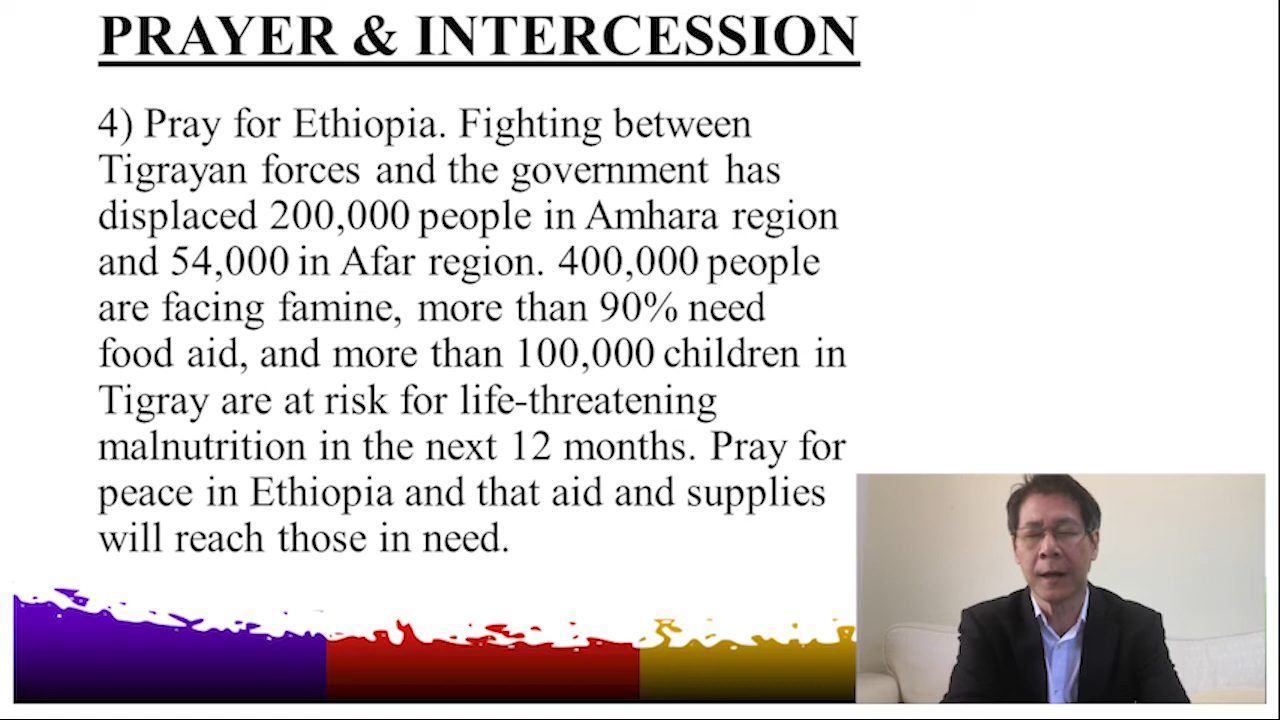 PRAYER & INTERCESSION
4) Pray for Ethiopia. Fighting between
Tigrayan forces and the government has
displaced 200,000 people in Amhara region
and 54,000 in Afar region. 400,000 people
are facing famine, more than 90% need
food aid, and more than 100,000 children in
Tigray are at risk for life-threatening
malnutrition in the next 12 months. Pray for
peace in Ethiopia and that aid and supplies
will reach those in need.